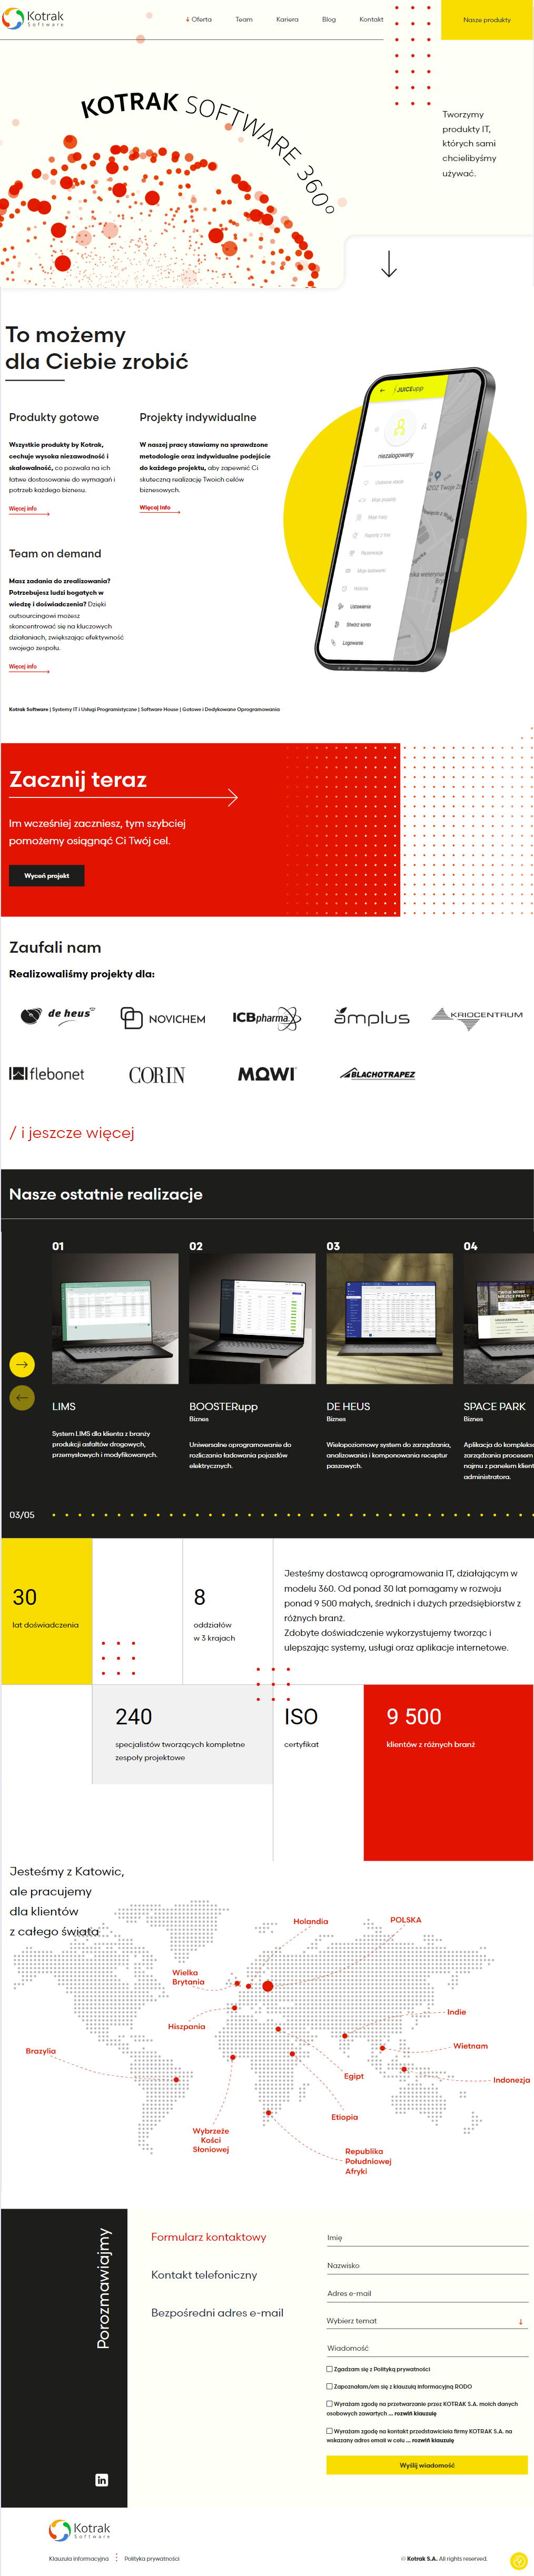 Kotrak
Software
Oferta
Team
Kariera
Blog
Kontakt
Nasze produkty
KOTRAK SOFTWARE 360°
Tworzymy
produkty IT,
których sami
chcielibyśmy
używać.
To możemy
dla Ciebie zrobić
Produkty gotowe
Wszystkie produkty by Kotrak,
cechuje wysoka niezawodność i
skalowalność, co pozwala na ich
łatwe dostosowanie do wymagań i
potrzeb każdego biznesu.
Więcej info
Projekty indywidualne
W naszej pracy stawiamy na sprawdzone
metodologie oraz indywidualne podejście
do każdego projektu, aby zapewnić Ci
skuteczną realizację Twoich celów
biznesowych.
Więcej info
Team on demand
Masz zadania do zrealizowania?
Potrzebujesz ludzi bogatych w
wiedzę i doświadczenia? Dzięki
outsourcingowi możesz
skoncentrować się na kluczowych
działaniach, zwiększając efektywność
swojego zespołu.
Więcej info
JUICEupp
niezalogowany
Ustawienia
Stwórz konto
Logowanie
Kotrak Software | Systemy IT i Usługi Programistyczne | Software House | Gotowe i Dedykowane Oprogramowania
Zacznij teraz
Im wcześniej zaczniesz, tym szybciej
pomożemy osiągnąć Ci Twój cel.
Wyceń projekt
Zaufali nam
Realizowaliśmy projekty dla:
de heus
NOVICHEM
ICBpharma
amplus
KRIOCENTRUM
flebonet
CORIN
MOWI
BLACHOTRAPEZ
/ i jeszcze więcej
Nasze ostatnie realizacje
01
02
03
04
LIMS
System LIMS dla klienta z branży
produkcji asfaltów drogowych,
przemysłowych i modyfikowanych.
BOOSTERupp
Biznes
Uniwersalne oprogramowanie do
rozliczania ładowania pojazdów
elektrycznych.
DE HEUS
Biznes
Wielopoziomowy system do zarządzania,
analizowania i komponowania receptur
paszowych.
SPACE PARK
Biznes
Aplikacja do komplekso
zarządzania procesem
najmu z panelem klient
administratora.
03/05
30
lat doświadczenia
8
oddziałów
w 3 krajach
Jesteśmy dostawcą oprogramowania IT, działającym w
modelu 360. Od ponad 30 lat pomagamy w rozwoju
ponad 9 500 małych, średnich i dużych przedsiębiorstw z
różnych branż.
Zdobyte doświadczenie wykorzystujemy tworząc i
ulepszając systemy, usługi oraz aplikacje internetowe.
240
specjalistów tworzących kompletne
zespoły projektowe
ISO
certyfikat
9 500
klientów z różnych branż
Jesteśmy z Katowic,
ale pracujemy
dla klientów
z całego świata
Holandia
POLSKA
Wielka
Brytania
Hiszpania
Indie
Brazylia
Wietnam
Egipt
Indonezja
Etiopia
Wybrzeże
Kości
Słoniowej
Republika
Południowej
Afryki
Porozmawiajmy
Formularz kontaktowy
Kontakt telefoniczny
Bezpośredni adres e-mail
Imię
Nazwisko
Adres e-mail
Wybierz temat
Wiadomość
Zgadzam się z Polityką prywatności
Zapoznałam/em się z klauzulą informacyjną RODO
Wyrażam zgodę na przetwarzanie przez KOTRAK S.A. moich danych
osobowych zawartych ... rozwiń klauzulę
Wyrażam zgodę na kontakt przedstawiciela firmy KOTRAK S.A. na
wskazany adres email w celu ... rozwiń klauzulę
Wyślij wiadomość
in
Kotrak
Software
Klauzula informacyjna
Polityka prywatności
© Kotrak S.A. All rights reserved.